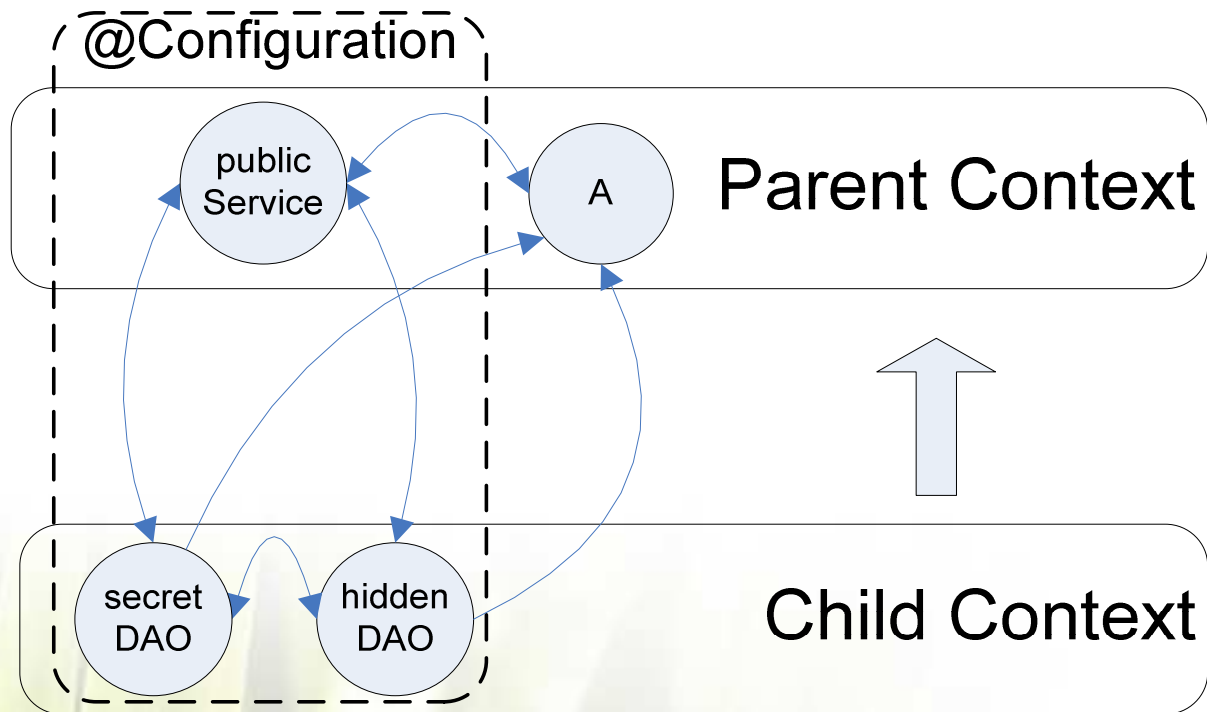 @Configuration
public
Service
A
Parent Context
secret
DAO
hidden
DAO
Child Context